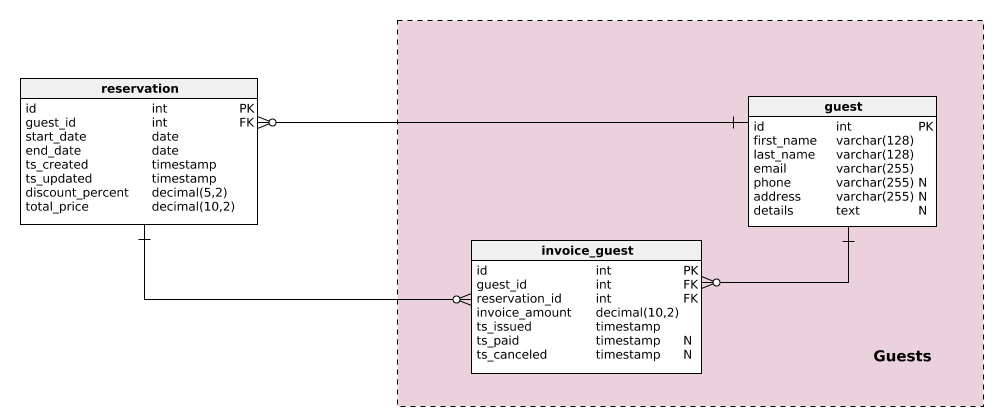 reservation
id int PK
guest_id int FK
start_date date
end_date date
ts_created timestamp
ts_updated timestamp
discount_percent decimal(5,2)
total_price decimal(10,2)
guest
id int PK
first_name varchar(128)
last_name varchar(128)
email varchar(255)
phone varchar(255) N
address varchar(255) N
details text N
invoice_guest
id int PK
guest_id int FK
reservation_id int FK
invoice_amount decimal(10,2)
ts_issued timestamp
ts_paid timestamp N
ts_canceled timestamp N
Guests